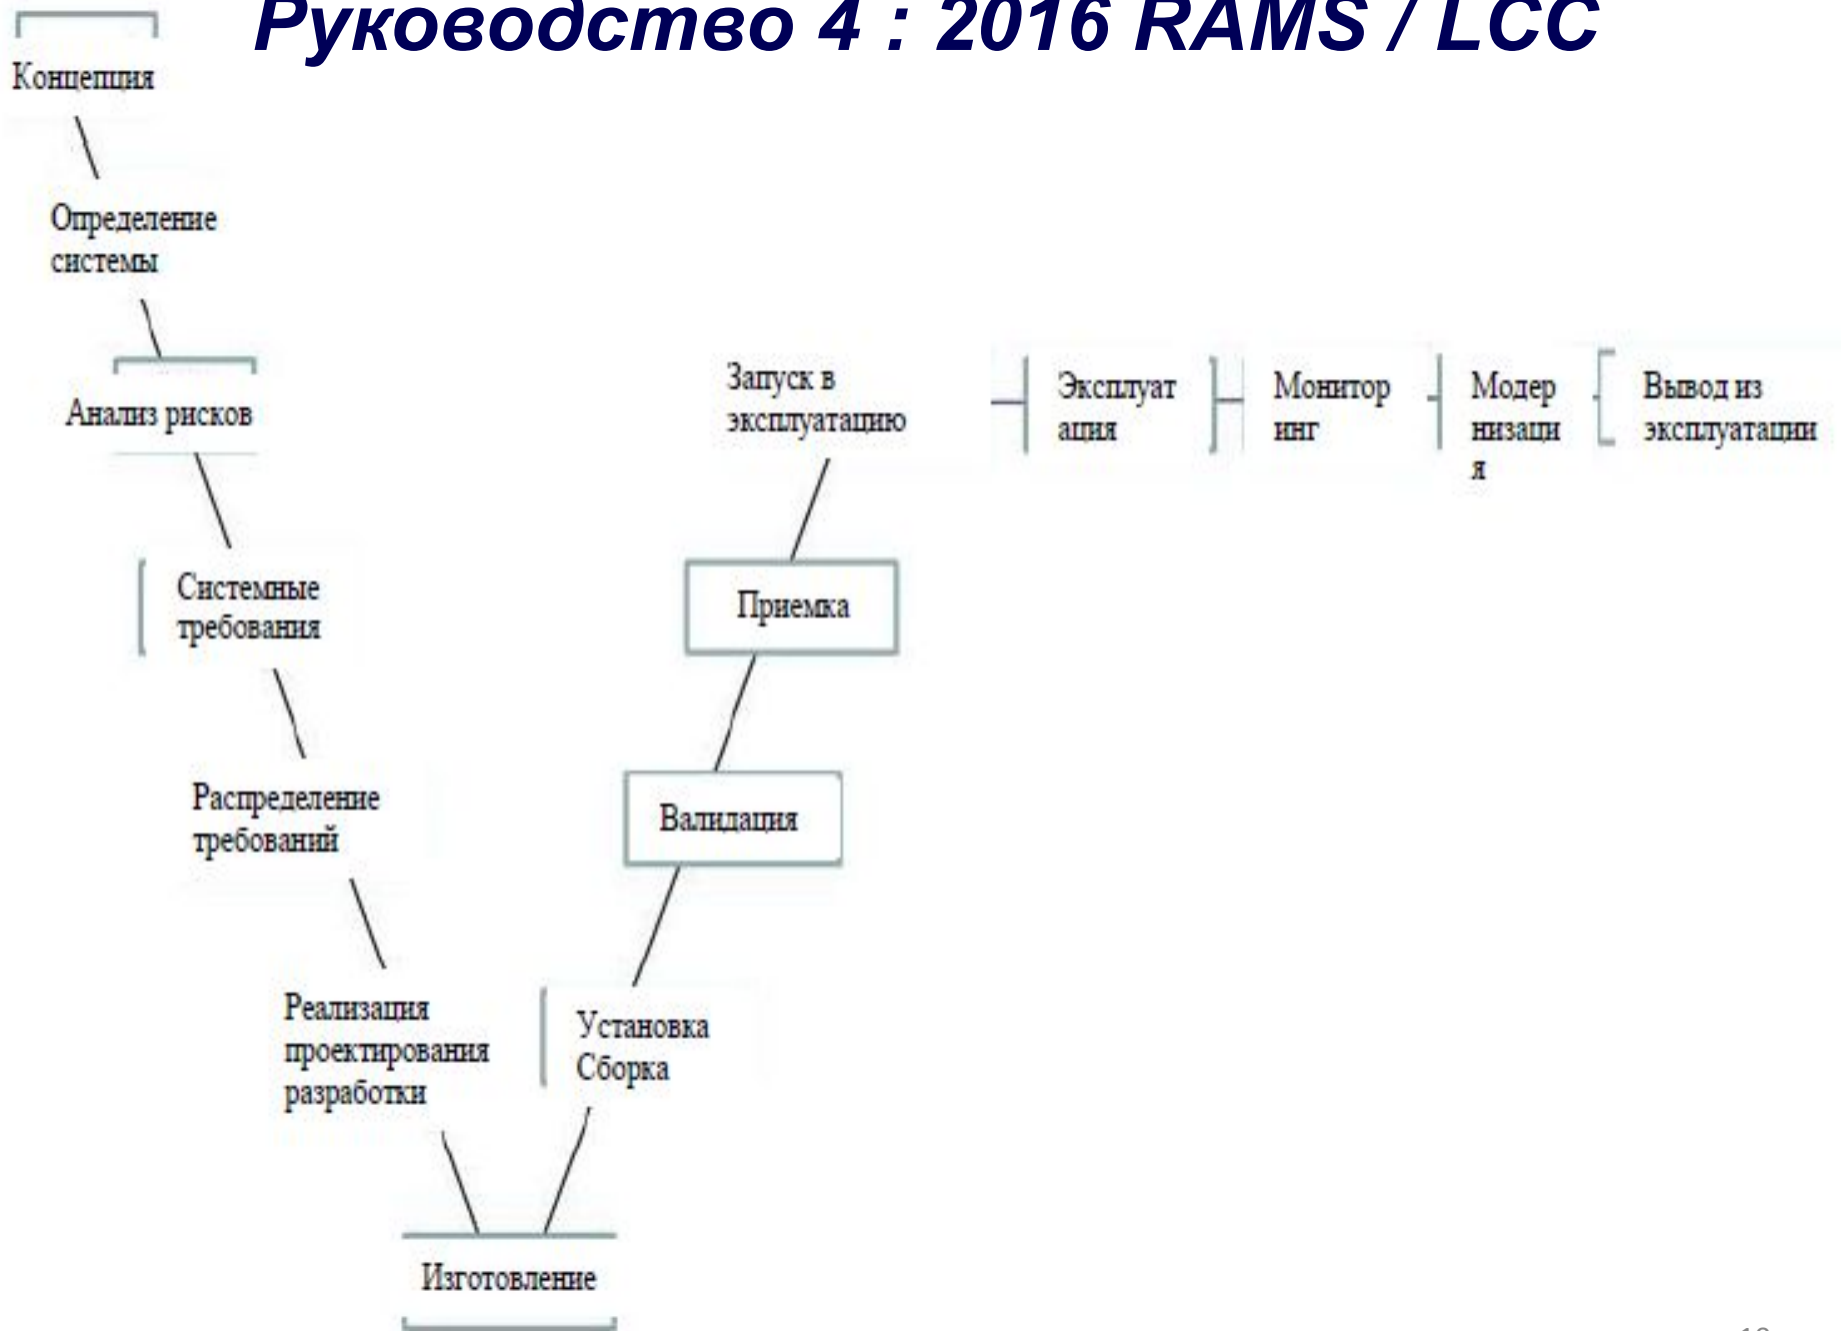 Руководство 4 : 2016 RAMS / LCC
Концепция
Определение
системы
Анализ рисков
Системные
требования
Распределение
требований
Реализация
проектирования
разработки
Изготовление
Установка
Сборка
Валидация
Приемка
Запуск в
эксплуатацию
Эксплуат
ация
Монитор
инг
Модер
низаци
я
Вывод из
эксплуатации